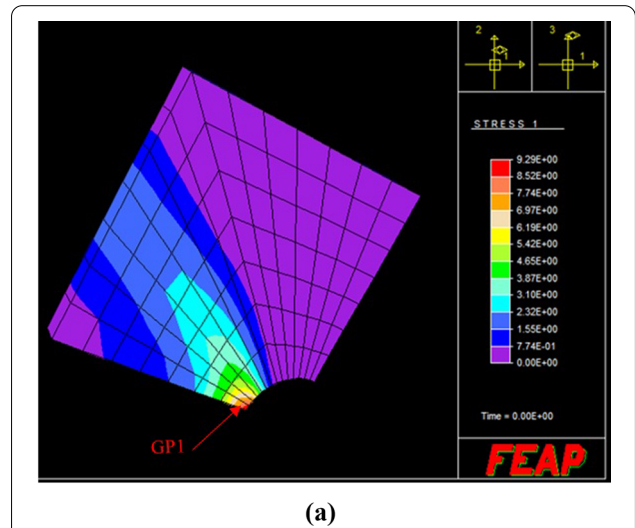 2
3
1
1
STRESS 1
9.29E+00
8.52E+00
7.74E+00
6.97E+00
6.19E+00
5.42E+00
4.65E+00
3.87E+00
3.10E+00
2.32E+00
1.55E+00
7.74E-01
0.00E+00
Time = 0.00E+00
GP1
FEAP
(a)